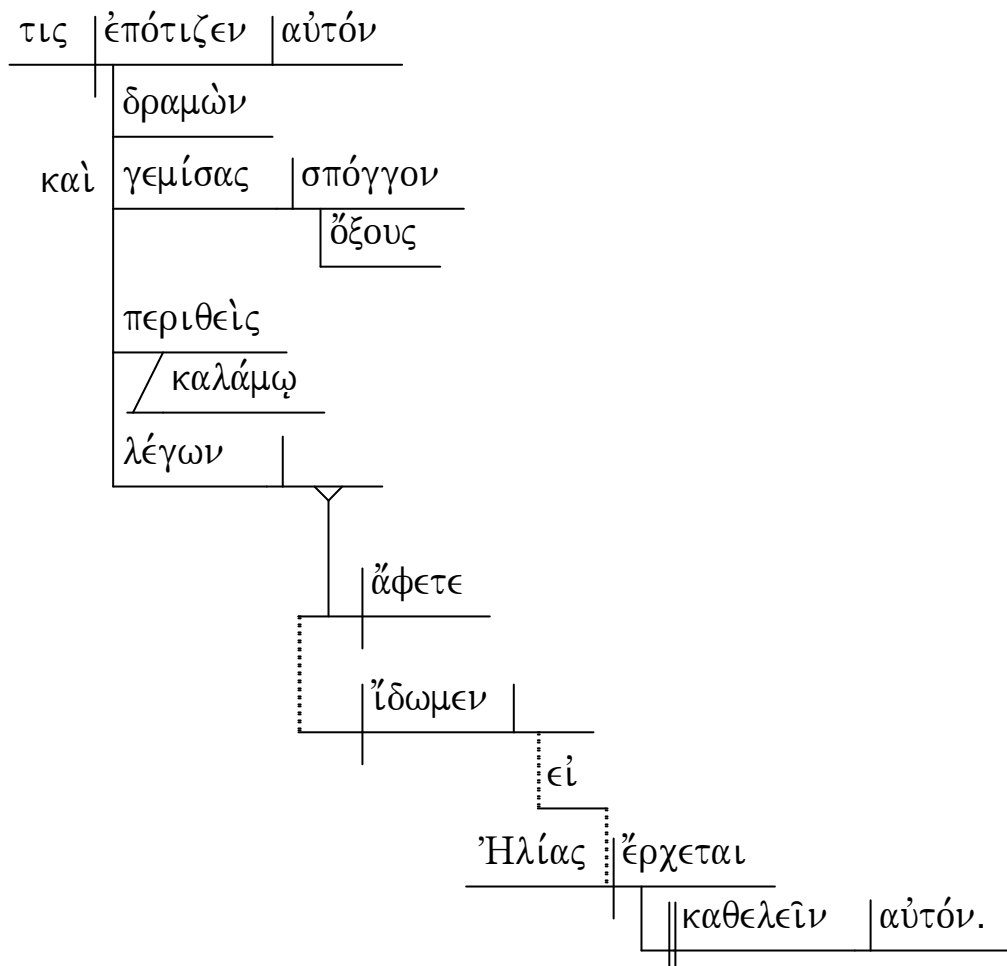 τις ἐπότιζεν αὐτόν
δραμὼν
καὶ γεμίσας σπόγγον
ὄξους
περιθεὶς
καλάμῳ
λέγων
ἄφετε
ἴδωμεν
εἰ
Ἠλίας ἔρχεται
καθελεῖν αὐτόν.